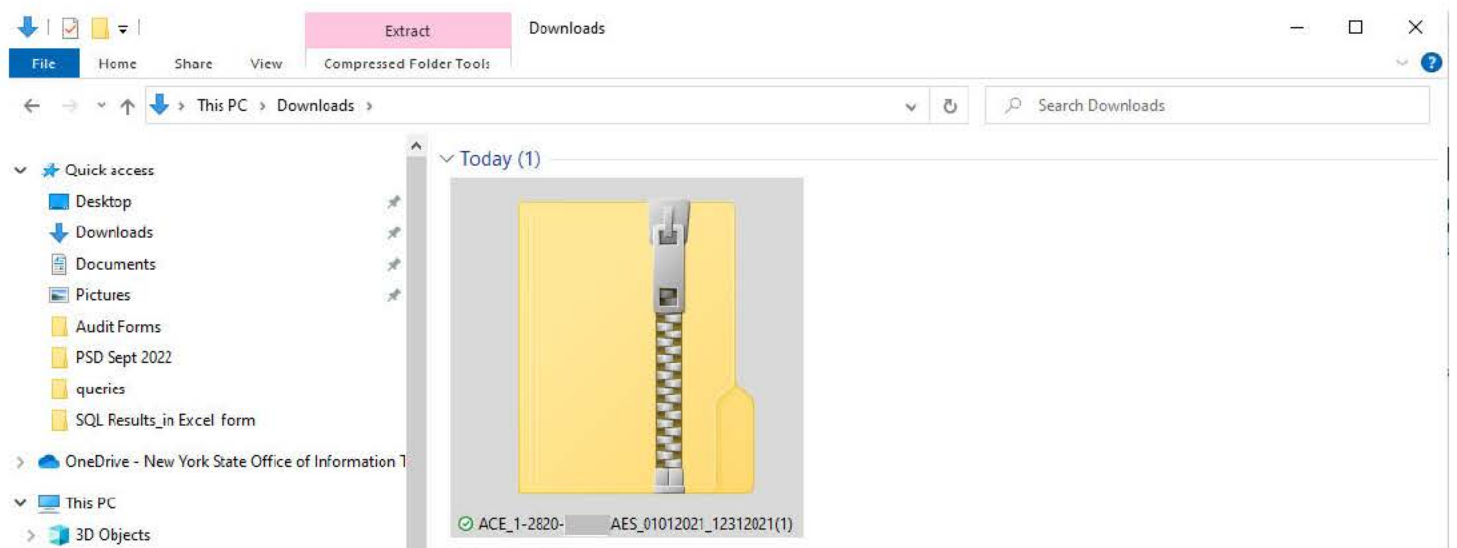 Extract Downloads
File Home Share View Compressed Folder Tools
This PC > Downloads > Search Downloads
Today (1)
Quick access
Desktop
Downloads
Documents
Pictures
Audit Forms
PSD Sept 2022
queries
SQL Results_in Excel form
OneDrive - New York State Office of Information T
This PC
3D Objects
ACE_1-2820- AES_01012021_12312021(1)